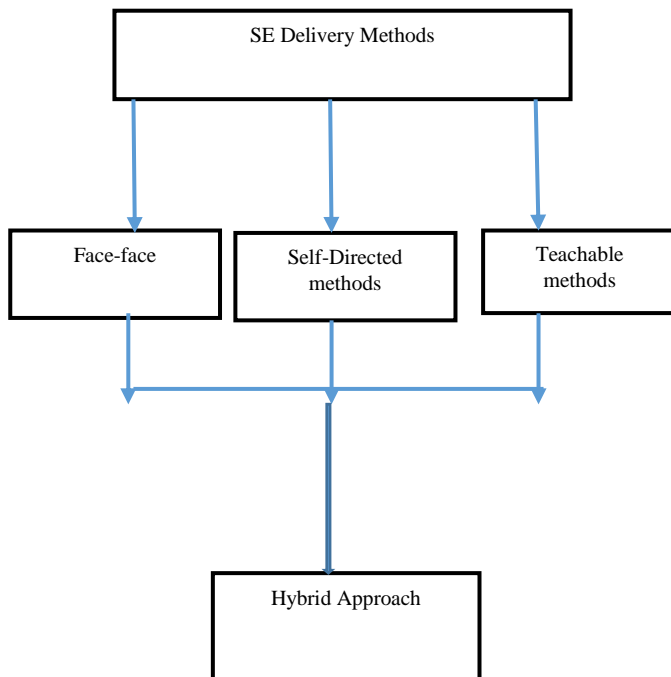 SE Delivery Methods
Face-face
Self-Directed
methods
Teachable
methods
Hybrid Approach